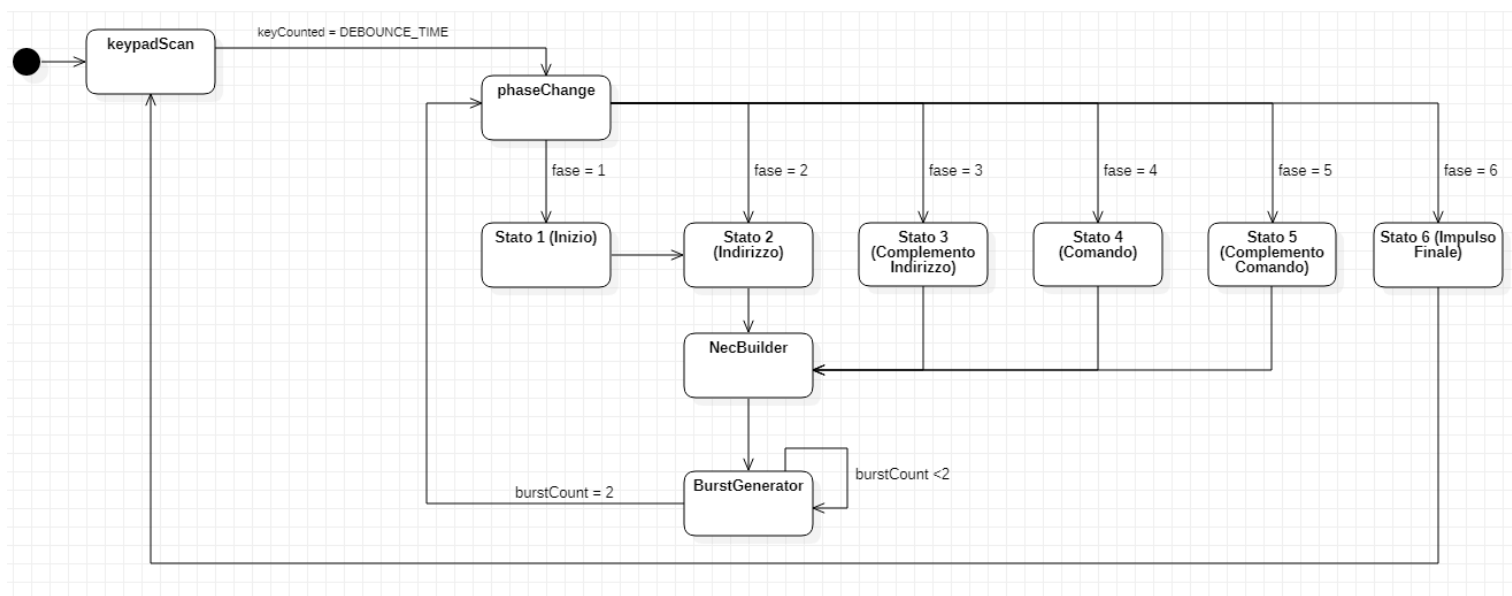 keypadScan
keyCounted = DEBOUNCE_TIME
phaseChange
fase = 1
fase = 2
fase = 3
fase = 4
fase = 5
fase = 6
Stato 1 (Inizio)
Stato 2
(Indirizzo)
Stato 3
(Complemento
Indirizzo)
Stato 4
(Comando)
Stato 5
(Complemento
Comando)
Stato 6 (Impulso
Finale)
NecBuilder
BurstGenerator
burstCount <2
burstCount = 2